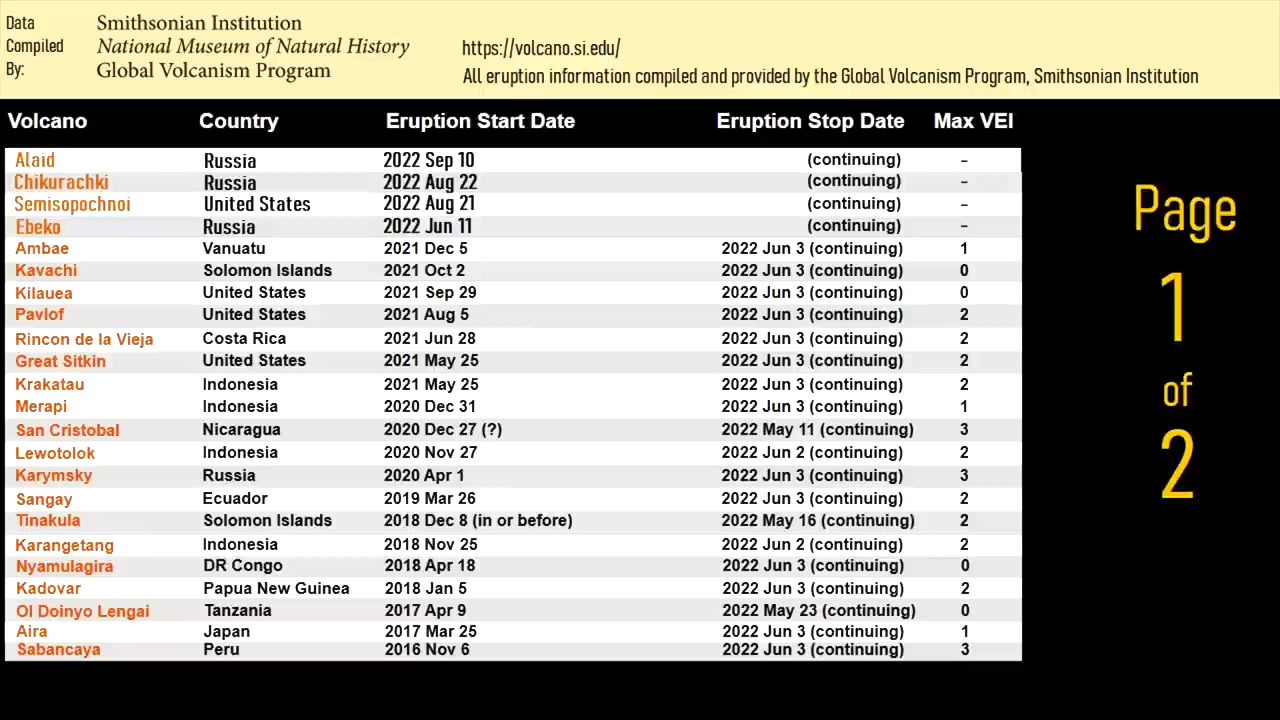 Data Compiled By:
Smithsonian Institution
National Museum of Natural History
Global Volcanism Program
https://volcano.si.edu/
All eruption information compiled and provided by the Global Volcanism Program, Smithsonian Institution
Volcano Country Eruption Start Date Eruption Stop Date Max VEI
Alaid Russia 2022 Sep 10 (continuing) -
Chikurachki Russia 2022 Aug 22 (continuing) -
Semisopochnoi United States 2022 Aug 21 (continuing) -
Ebeko Russia 2022 Jun 11 (continuing) -
Ambae Vanuatu 2021 Dec 5 2022 Jun 3 (continuing) 1
Kavachi Solomon Islands 2021 Oct 2 2022 Jun 3 (continuing) 0
Kilauea United States 2021 Sep 29 2022 Jun 3 (continuing) 0
Pavlof United States 2021 Aug 5 2022 Jun 3 (continuing) 2
Rincon de la Vieja Costa Rica 2021 Jun 28 2022 Jun 3 (continuing) 2
Great Sitkin United States 2021 May 25 2022 Jun 3 (continuing) 2
Krakatau Indonesia 2021 May 25 2022 Jun 3 (continuing) 2
Merapi Indonesia 2020 Dec 31 2022 Jun 3 (continuing) 1
San Cristobal Nicaragua 2020 Dec 27 (?) 2022 May 11 (continuing) 3
Lewotolok Indonesia 2020 Nov 27 2022 Jun 2 (continuing) 2
Karymsky Russia 2020 Apr 1 2022 Jun 3 (continuing) 3
Sangay Ecuador 2019 Mar 26 2022 Jun 3 (continuing) 2
Tinakula Solomon Islands 2018 Dec 8 (in or before) 2022 May 16 (continuing) 2
Karangetang Indonesia 2018 Nov 25 2022 Jun 2 (continuing) 2
Nyamulagira DR Congo 2018 Apr 18 2022 Jun 3 (continuing) 0
Kadovar Papua New Guinea 2018 Jan 5 2022 Jun 3 (continuing) 2
Ol Doinyo Lengai Tanzania 2017 Apr 9 2022 May 23 (continuing) 0
Aira Japan 2017 Mar 25 2022 Jun 3 (continuing) 1
Sabancaya Peru 2016 Nov 6 2022 Jun 3 (continuing) 3
Page
1
of
2